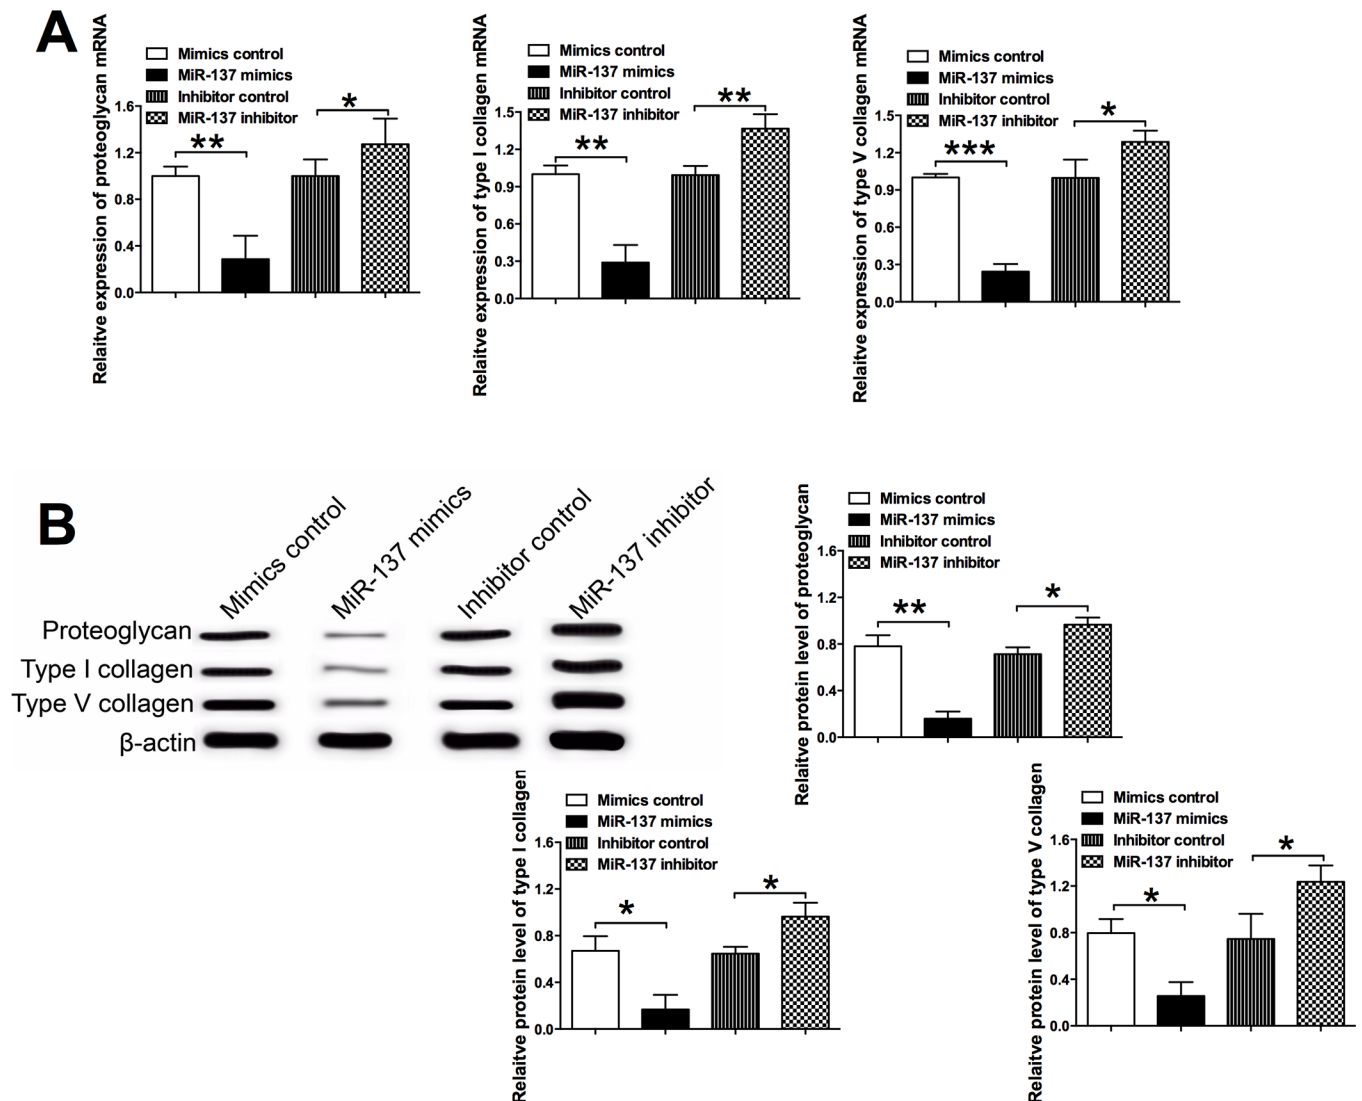 A
Relaitve expression of proteoglycan mRNA
Mimics control
MiR-137 mimics
Inhibitor control
MiR-137 inhibitor
1.6
1.2
0.8
0.4
0.0
**
*
Relaitve expression of type I collagen mRNA
Mimics control
MiR-137 mimics
Inhibitor control
MiR-137 inhibitor
1.5
1.2
0.9
0.6
0.3
0.0
**
**
Relaitve expression of type V collagen mRNA
Mimics control
MiR-137 mimics
Inhibitor control
MiR-137 inhibitor
1.5
1.2
0.9
0.6
0.3
0.0
***
*
B
Mimics control
MiR-137 mimics
Inhibitor control
MiR-137 inhibitor
Proteoglycan
Type I collagen
Type V collagen
β-actin
Relaitve protein level of proteoglycan
Mimics control
MiR-137 mimics
Inhibitor control
MiR-137 inhibitor
1.6
1.2
0.8
0.4
0.0
**
*
Relaitve protein level of type I collagen
Mimics control
MiR-137 mimics
Inhibitor control
MiR-137 inhibitor
1.6
1.2
0.8
0.4
0.0
*
*
Relaitve protein level of type V collagen
Mimics control
MiR-137 mimics
Inhibitor control
MiR-137 inhibitor
1.6
1.2
0.8
0.4
0.0
*
*